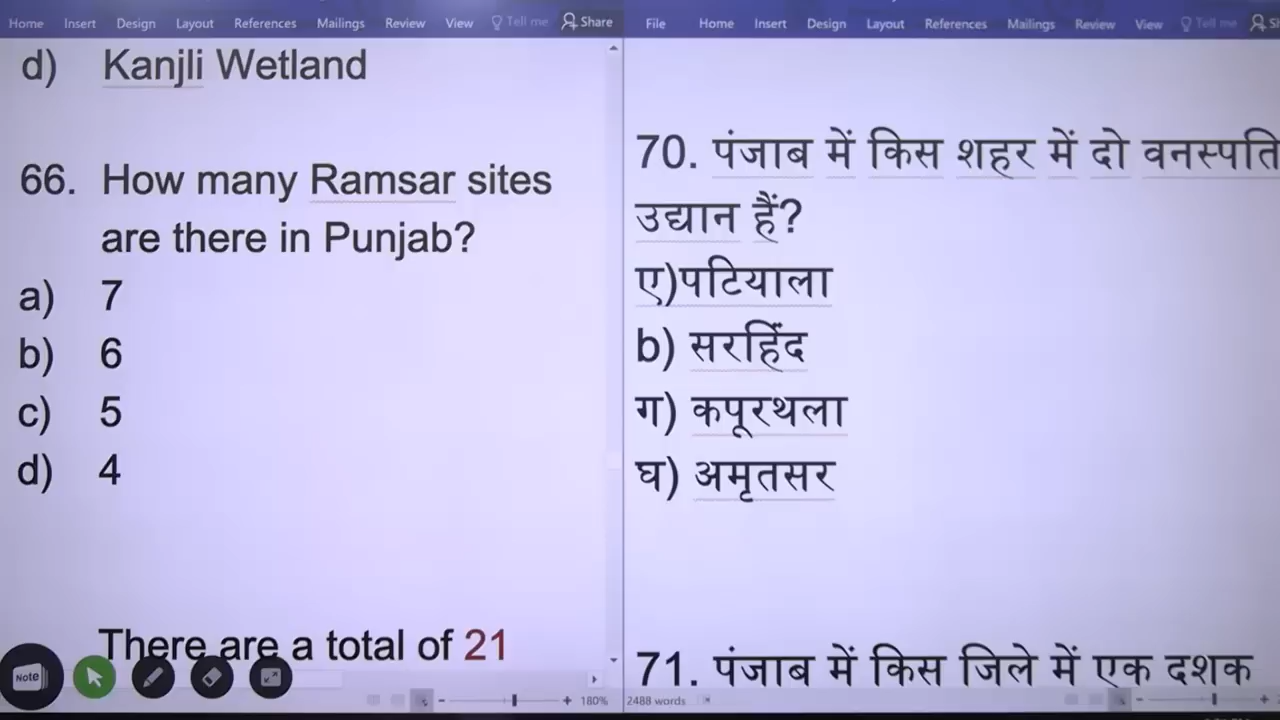 Home Insert Design Layout References Mailings Review View Tell me Share
d) Kanjli Wetland
66. How many Ramsar sites
are there in Punjab?
a) 7
b) 6
c) 5
d) 4
There are a total of 21
Note
180%
File Home Insert Design Layout References Mailings Review View Tell me
70. पंजाब में किस शहर में दो वनस्पति
उद्यान हैं?
ए)पटियाला
b) सरहिंद
ग) कपूरथला
घ) अमृतसर
71. पंजाब में किस जिले में एक दशक
2488 words